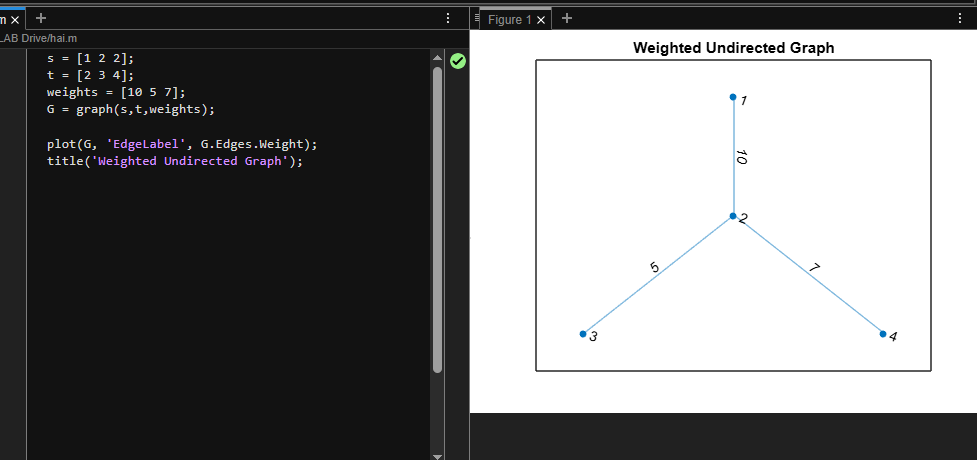 m ×
+
LAB Drive/hai.m
s = [1 2 2];
t = [2 3 4];
weights = [10 5 7];
G = graph(s,t,weights);
plot(G, 'EdgeLabel', G.Edges.Weight);
title('Weighted Undirected Graph');
Figure 1 ×
+
Weighted Undirected Graph
1
10
2
5
7
3
4